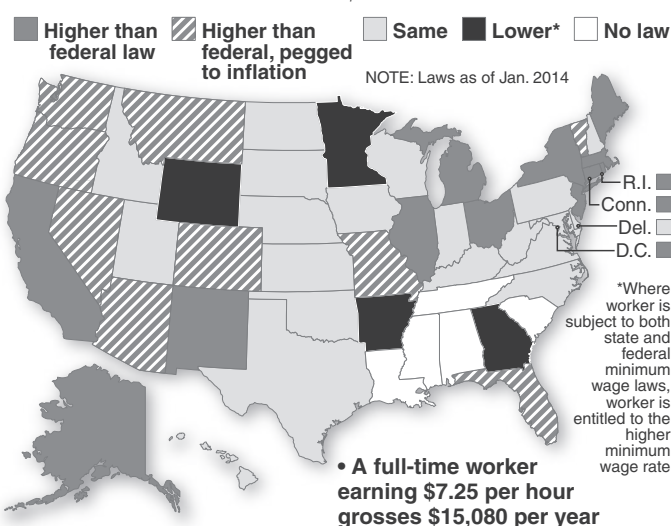 Higher than
federal law
Higher than
federal, pegged
to inflation
Same
Lower*
No law
NOTE: Laws as of Jan. 2014
R.I.
Conn.
Del.
D.C.
*Where
worker is
subject to both
state and
federal
minimum
wage laws,
worker is
entitled to the
higher
minimum
wage rate
• A full-time worker
earning $7.25 per hour
grosses $15,080 per year